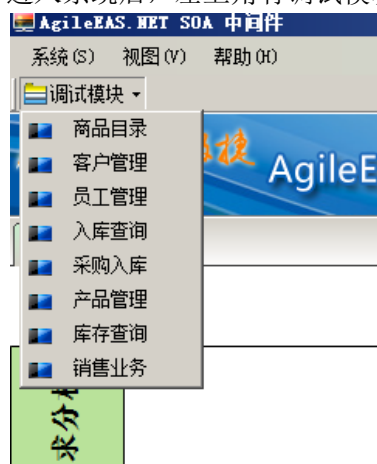 AgileEAS.NET SOA 中间件
系统(S) 视图(V) 帮助(H)
调试模块
商品目录
客户管理
AgileE
员工管理
入库查询
采购入库
产品管理
库存查询
销售业务
求分